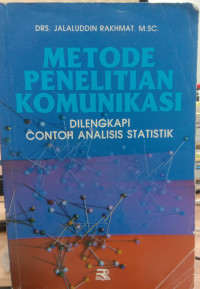 DRS. JALALUDDIN RAKHMAT, M.SC.
METODE
PENELITIAN
KOMUNIKASI
DILENGKAPI
CONTOH ANALISIS STATISTIK